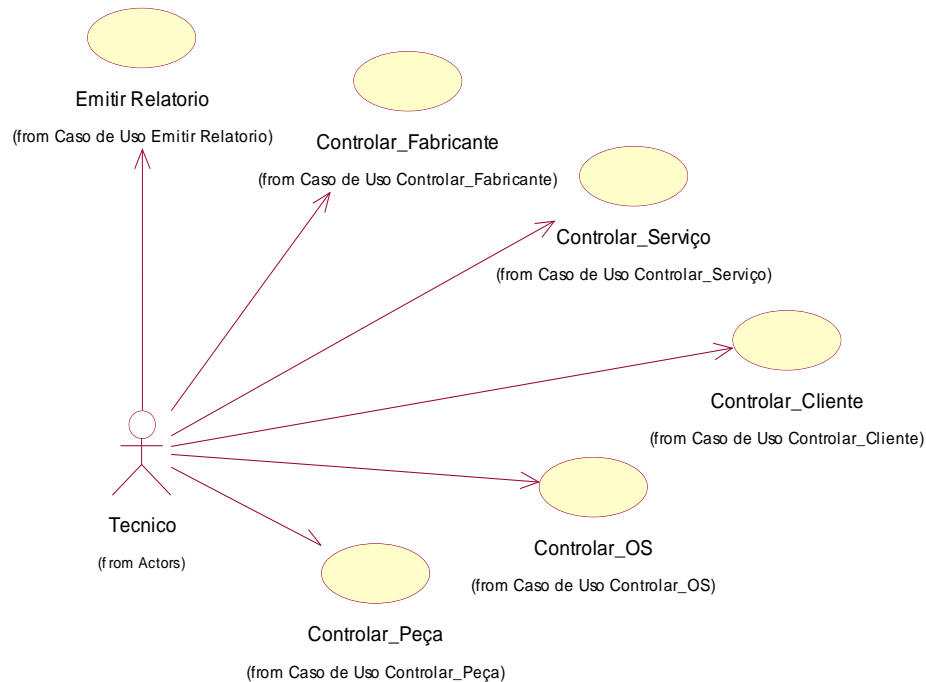 Emitir Relatorio
(from Caso de Uso Emitir Relatorio)
Controlar_Fabricante
(from Caso de Uso Controlar_Fabricante)
Controlar_Serviço
(from Caso de Uso Controlar_Serviço)
Controlar_Cliente
(from Caso de Uso Controlar_Cliente)
Tecnico
(from Actors)
Controlar_OS
(from Caso de Uso Controlar_OS)
Controlar_Peça
(from Caso de Uso Controlar_Peça)